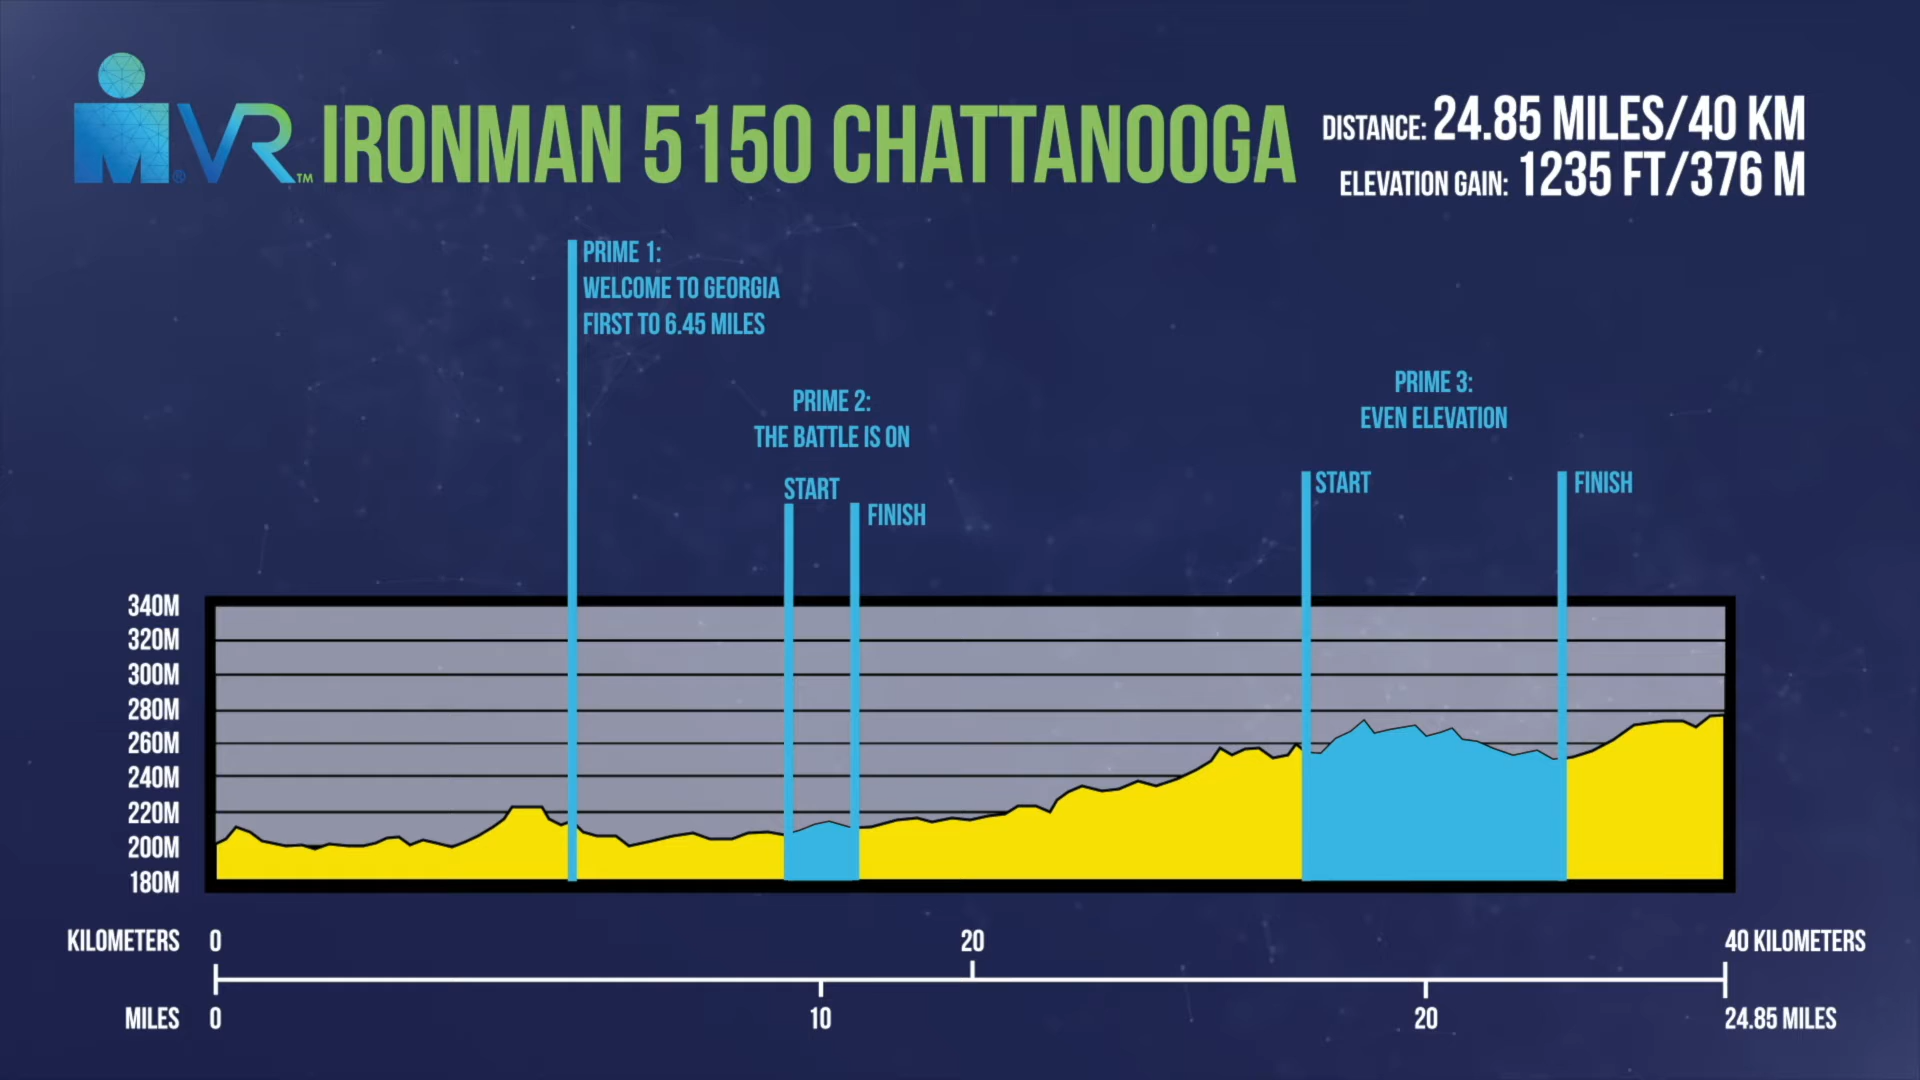 M® VR™ IRONMAN 5150 CHATTANOOGA
DISTANCE: 24.85 MILES/40 KM
ELEVATION GAIN: 1235 FT/376 M
PRIME 1:
WELCOME TO GEORGIA
FIRST TO 6.45 MILES
PRIME 2:
THE BATTLE IS ON
START
FINISH
PRIME 3:
EVEN ELEVATION
START
FINISH
340M
320M
300M
280M
260M
240M
220M
200M
180M
KILOMETERS 0 20 40 KILOMETERS
MILES 0 10 20 24.85 MILES